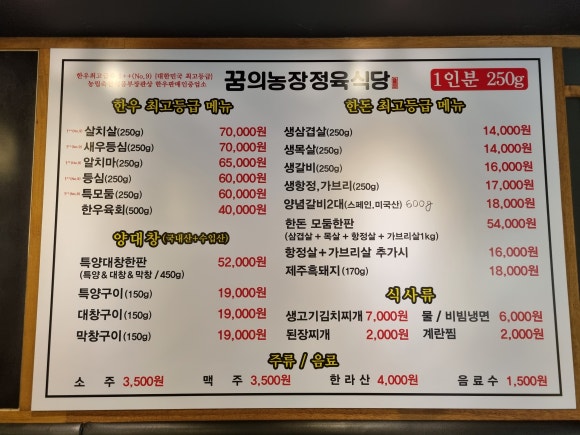 한우최고 ++(No.9) [대한민국 최고등급]
꿈의농장정육식당
1인분 250g
한우 최고등급 메뉴
살치살(250g) 70,000원
새우등심(250g) 70,000원
알치마(250g) 65,000원
등심(250g) 60,000원
특모둠(250g) 60,000원
한우육회(500g) 40,000원
양대창(국내산+수입산)
특양대창한판 52,000원
(특양&대창&막창 / 450g)
특양구이(150g) 19,000원
대창구이(150g) 19,000원
막창구이(150g) 19,000원
한돈 최고등급 메뉴
생삼겹살(250g) 14,000원
생목살(250g) 14,000원
생갈비(250g) 16,000원
생항정,가브리(250g) 17,000원
양념갈비2대(스페인,미국산) 600g 18,000원
한돈 모둠한판 54,000원
(삼겹살 + 목살 + 항정살 + 가브리살1kg)
항정살+가브리살 추가시 16,000원
제주흑돼지(170g) 18,000원
식사류
생고기김치찌개 7,000원 물 / 비빔냉면 6,000원
된장찌개 2,000원 계란찜 2,000원
주류 / 음료
소 주 3,500원 맥 주 3,500원 한라산 4,000원 음료수 1,500원